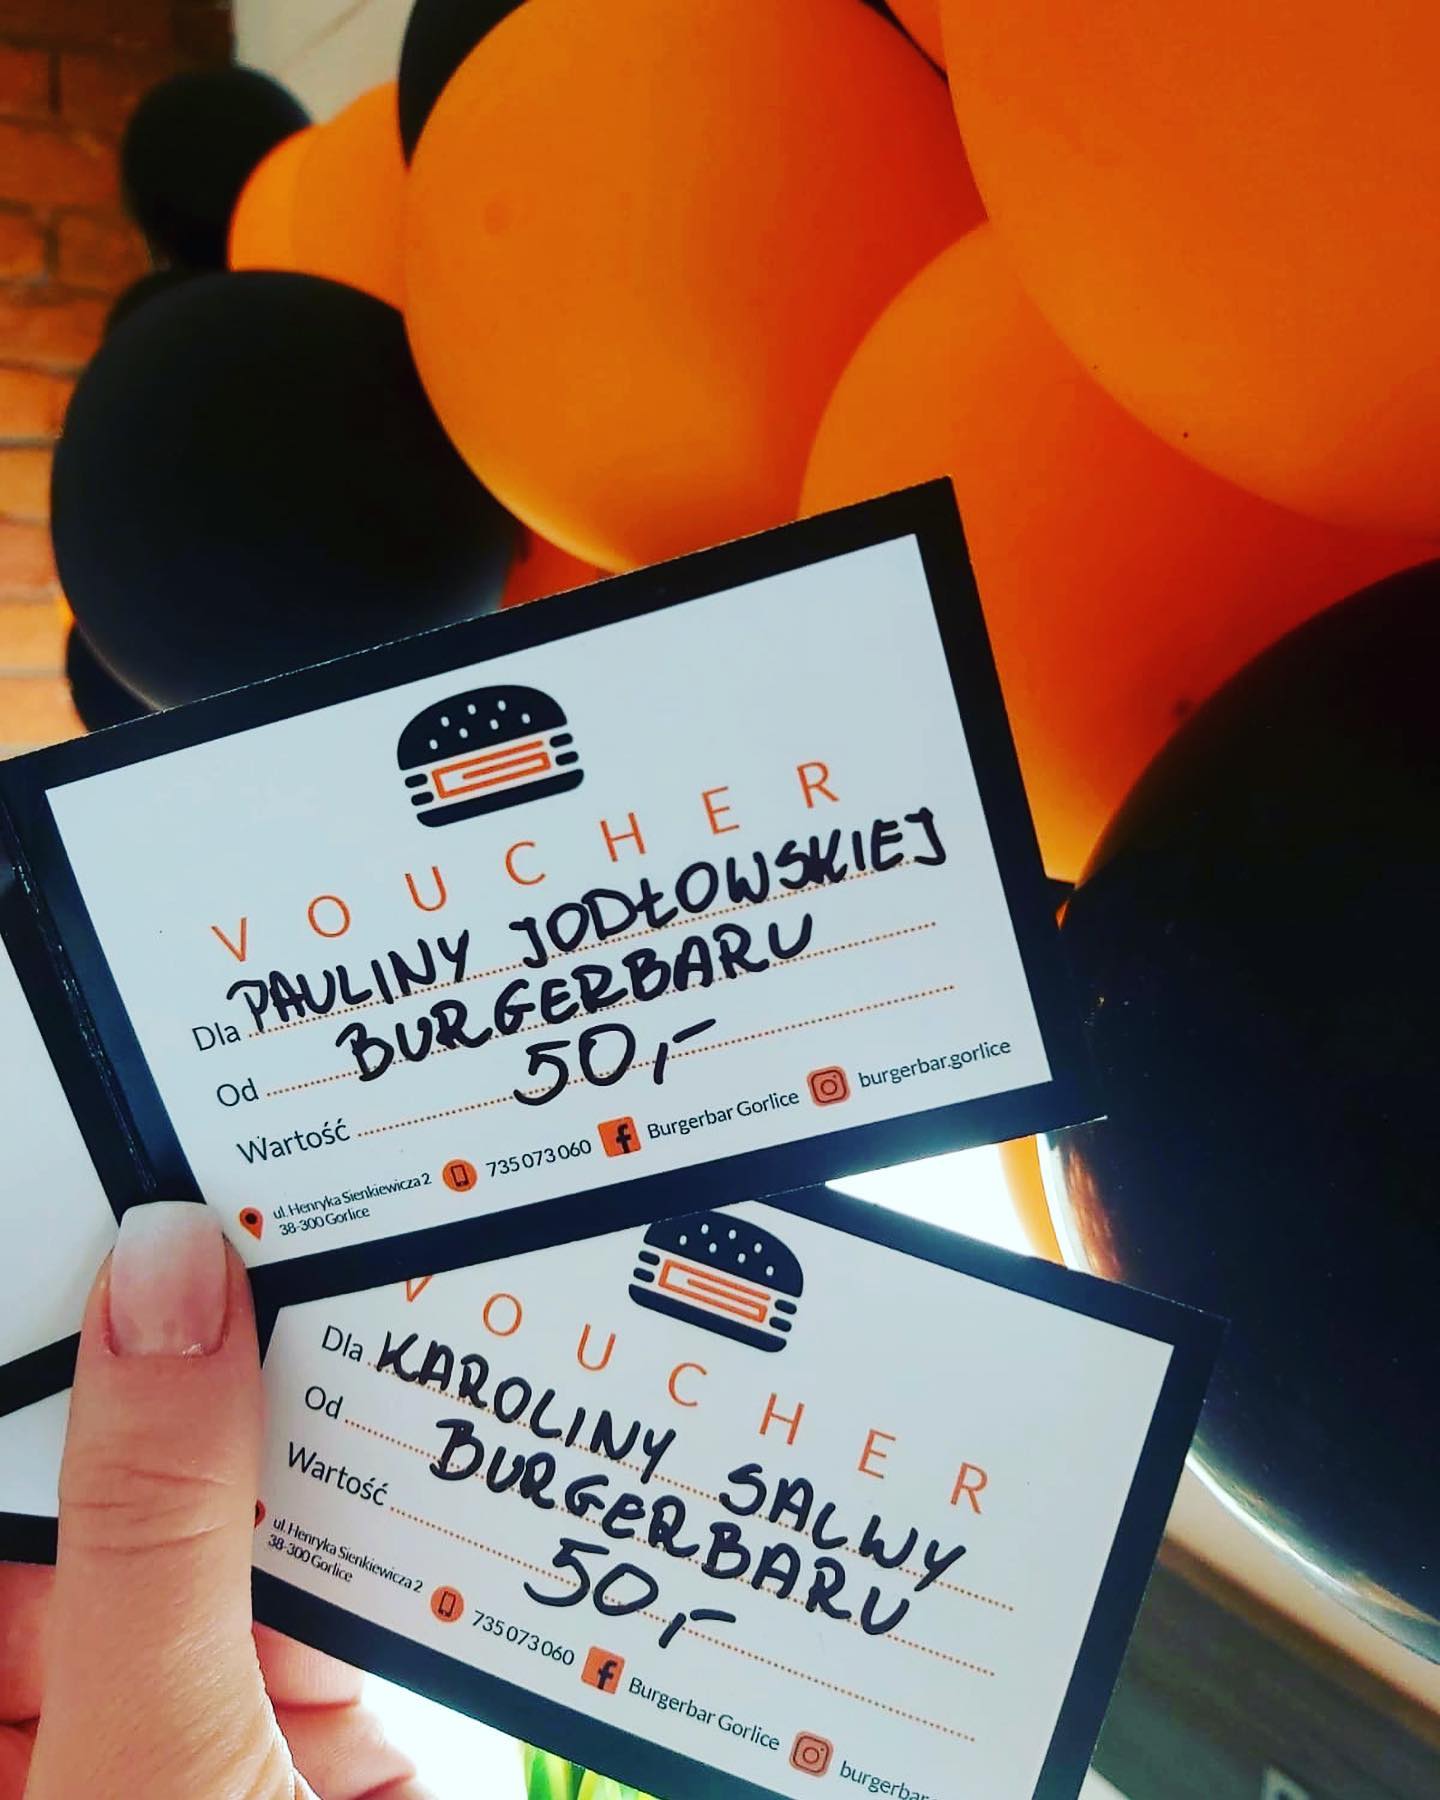 VOUCHER
Dla PAULINY JODŁOWSKIEJ
Od BURGERBARU
Wartość 50,-
ul. Henryka Sienkiewicza 2
38-300 Gorlice
735 073 060
Burgerbar Gorlice
burgerbar.gorlice
VOUCHER
Dla KAROLINY SALWY
Od BURGERBARU
Wartość 50,-
ul. Henryka Sienkiewicza 2
38-300 Gorlice
735 073 060
Burgerbar Gorlice
burgerbar.